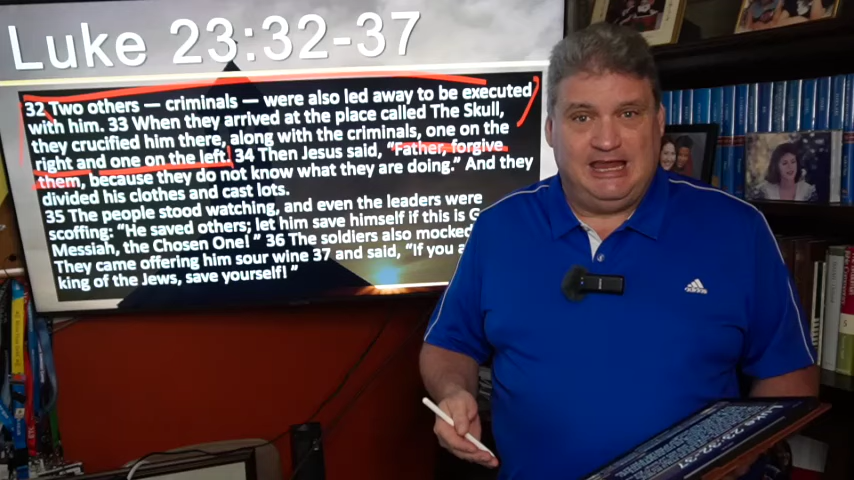 Luke 23:32-37
32 Two others — criminals — were also led away to be executed
with him. 33 When they arrived at the place called The Skull,
they crucified him there, along with the criminals, one on the
right and one on the left. 34 Then Jesus said, “Father, forgive
them, because they do not know what they are doing.” And they
divided his clothes and cast lots.
35 The people stood watching, and even the leaders were
scoffing: “He saved others; let him save himself if this is G
Messiah, the Chosen One! ” 36 The soldiers also mocked
They came offering him sour wine 37 and said, “If you a
king of the Jews, save yourself! ”
adidas
Luke 23:32-37